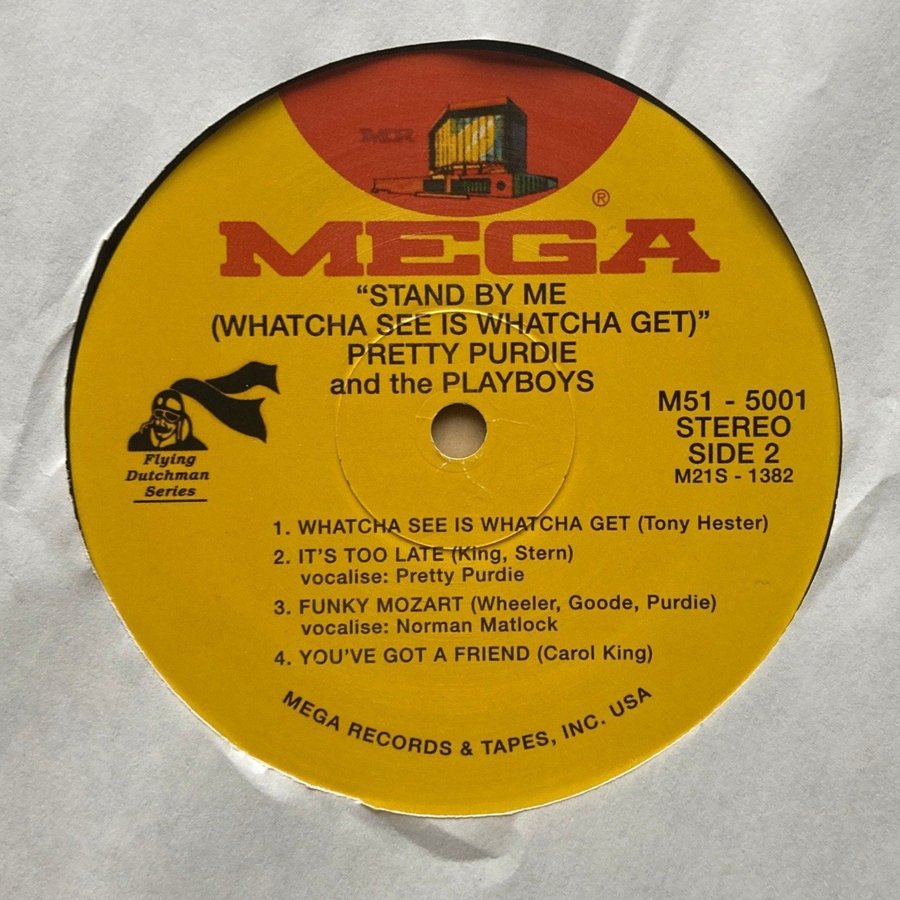 MR
®
MEGA
"STAND BY ME
(WHATCHA SEE IS WHATCHA GET)"
PRETTY PURDIE
and the PLAYBOYS
Flying
Dutchman
Series
M51 - 5001
STEREO
SIDE 2
M21S - 1382
1. WHATCHA SEE IS WHATCHA GET (Tony Hester)
2. IT'S TOO LATE (King, Stern)
vocalise: Pretty Purdie
3. FUNKY MOZART (Wheeler, Goode, Purdie)
vocalise: Norman Matlock
4. YOU'VE GOT A FRIEND (Carol King)
MEGA RECORDS & TAPES, INC. USA